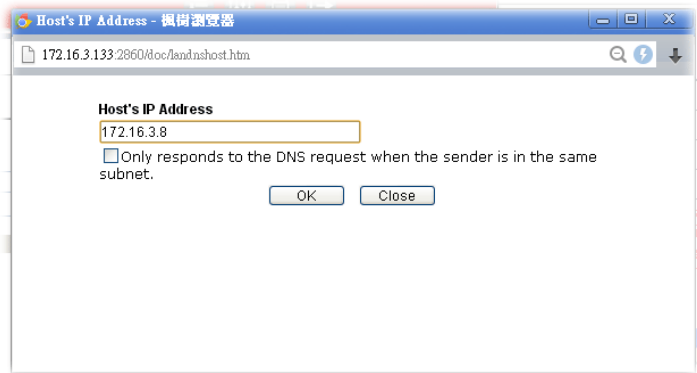 Host's IP Address - 楓樹瀏覽器
172.16.3.133:2860/doc/landnshost.htm
Host's IP Address
172.16.3.8
Only responds to the DNS request when the sender is in the same
subnet.
OK Close